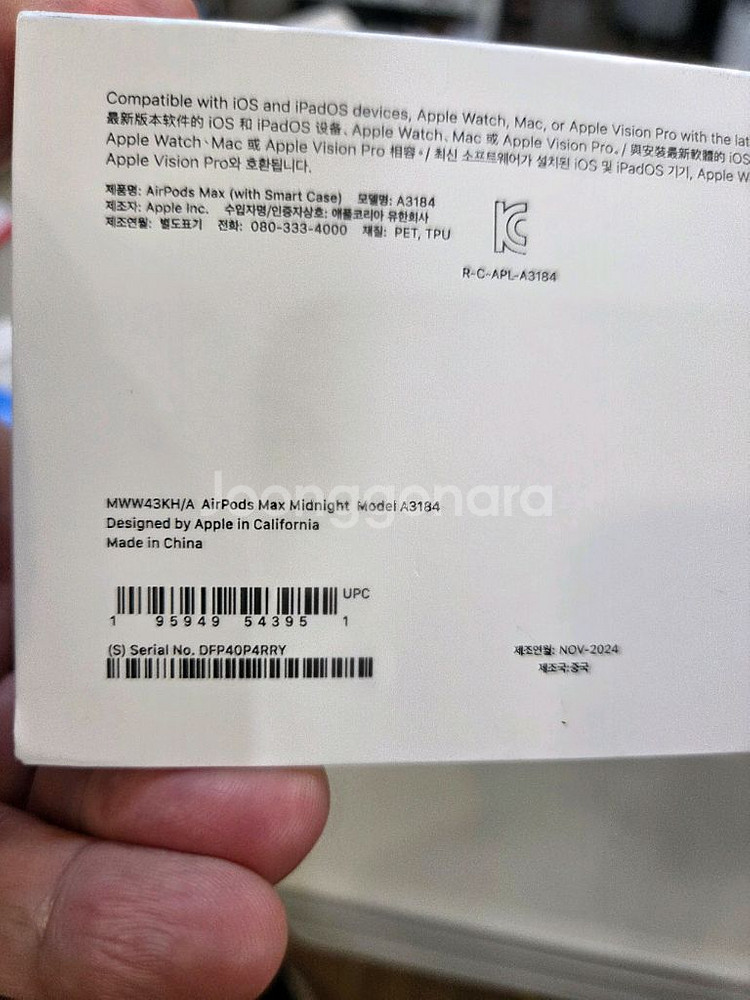 Compatible with iOS and iPadOS devices, Apple Watch, Mac, or Apple Vision Pro with the lat
最新版本软件的 iOS 和 iPadOS 设备、Apple Watch、Mac 或 Apple Vision Pro。/ 與安裝最新軟體的 iOS
Apple Watch、Mac 或 Apple Vision Pro 相容。/ 최신 소프트웨어가 설치된 iOS 및 iPadOS 기기, Apple W
Apple Vision Pro와 호환됩니다.
제품명: AirPods Max (with Smart Case) 모델명: A3184
제조자: Apple Inc. 수입자명/인증자상호: 애플코리아 유한회사
제조연월: 별도표기 전화: 080-333-4000 재질: PET, TPU
R-C-APL-A3184
Joonggonara
MWW43KH/A AirPods Max Midnight Model A3184
Designed by Apple in California
Made in China
UPC
1 95949 54395 1
(S) Serial No. DFP40P4RRY
제조연월: NOV-2024
제조국:중국